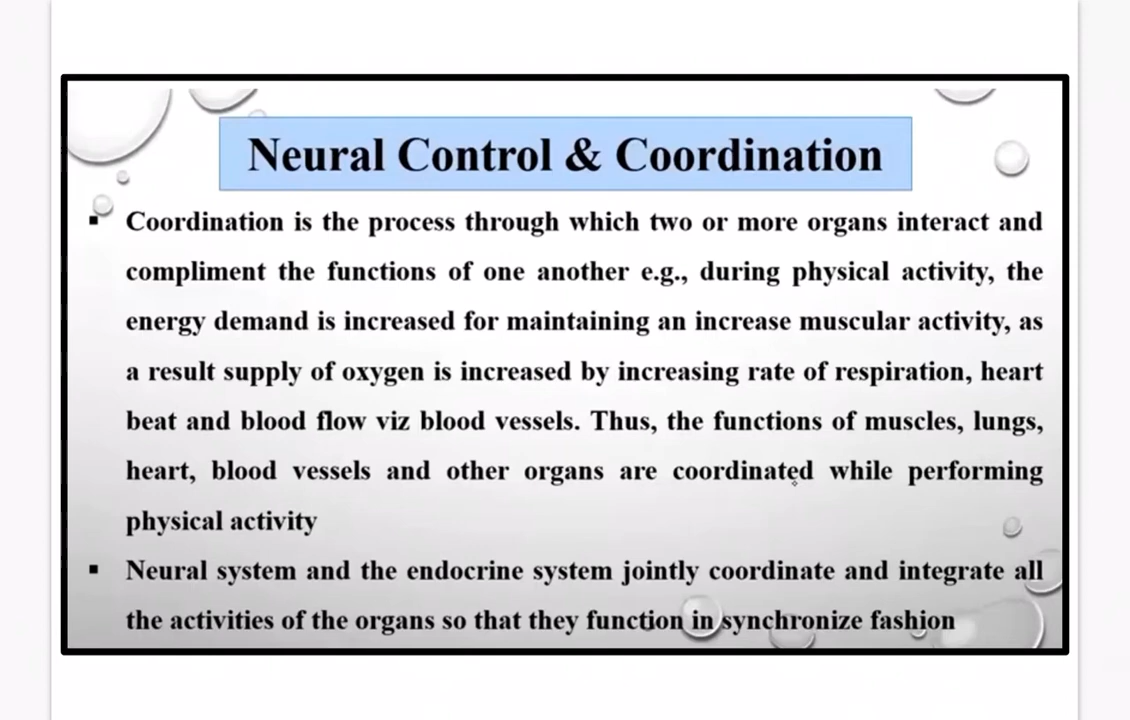 Neural Control & Coordination
▪ Coordination is the process through which two or more organs interact and
compliment the functions of one another e.g., during physical activity, the
energy demand is increased for maintaining an increase muscular activity, as
a result supply of oxygen is increased by increasing rate of respiration, heart
beat and blood flow viz blood vessels. Thus, the functions of muscles, lungs,
heart, blood vessels and other organs are coordinated while performing
physical activity
▪ Neural system and the endocrine system jointly coordinate and integrate all
the activities of the organs so that they function in synchronize fashion